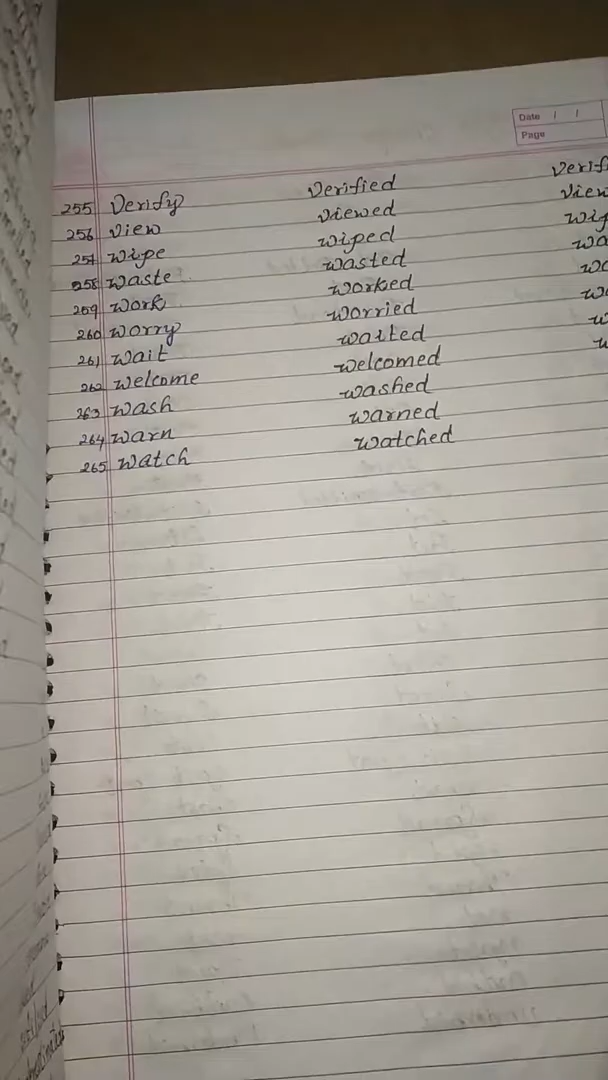 Date / /
Page
255 Verify Verified
256 view viewed
257 wipe wiped
258 waste wasted
259 work worked
260 worry worried
261 wait waited
262 welcome welcomed
263 wash washed
264 warn warned
265 watch watched